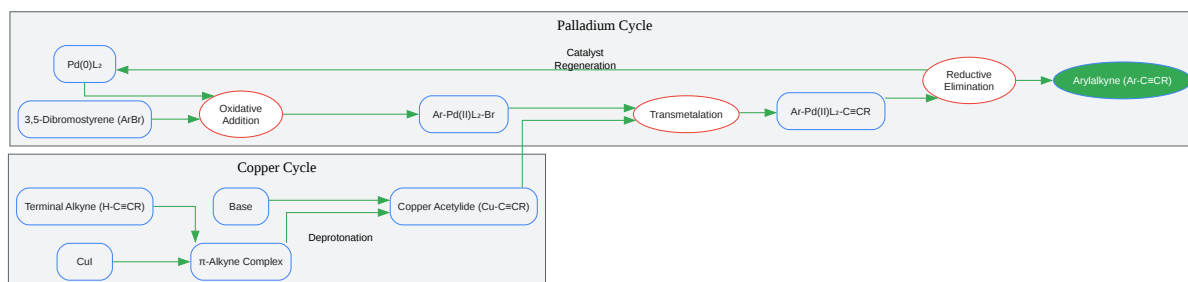 Palladium Cycle
Pd(0)L₂
Catalyst
Regeneration
Reductive
Elimination
Arylalkyne (Ar-C≡CR)
3,5-Dibromostyrene (ArBr)
Oxidative
Addition
Ar-Pd(II)L₂-Br
Transmetalation
Ar-Pd(II)L₂-C≡CR
Copper Cycle
Terminal Alkyne (H-C≡CR)
Base
Copper Acetylide (Cu-C≡CR)
Deprotonation
CuI
π-Alkyne Complex